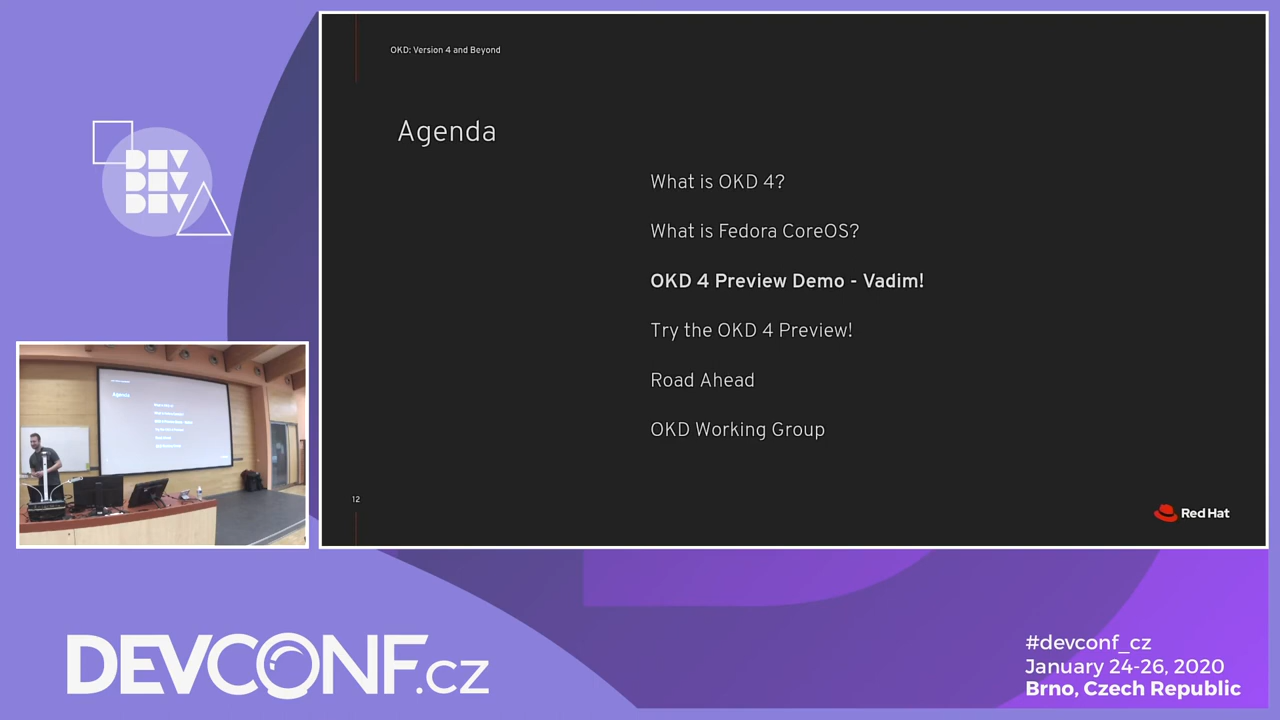 OKD: Version 4 and Beyond
Agenda
What is OKD 4?
What is Fedora CoreOS?
OKD 4 Preview Demo - Vadim!
Try the OKD 4 Preview!
Road Ahead
OKD Working Group
12
Red Hat
DEV
DEV
DEV
Agenda
DEVCONF.cz
#devconf_cz
January 24-26, 2020
Brno, Czech Republic